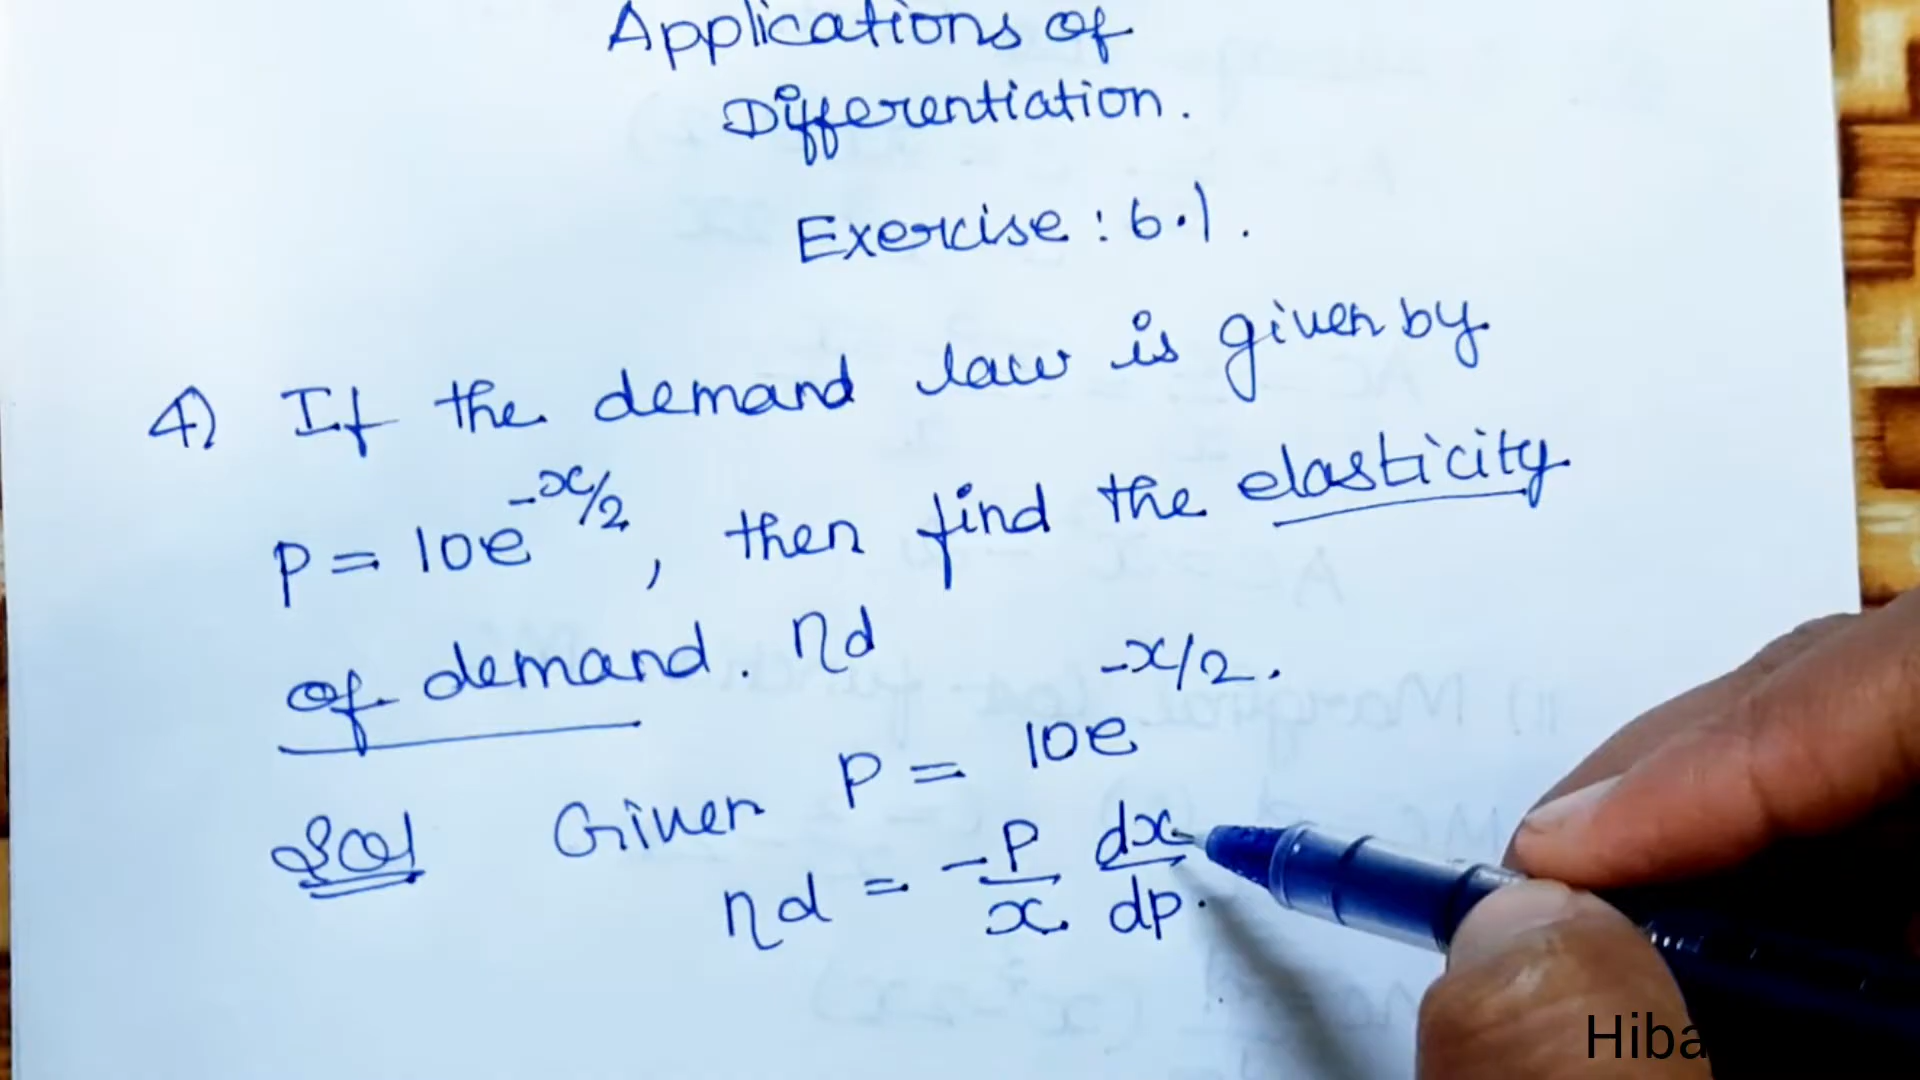 Applications of
Differentiation.
Exercise : 6.1.
4) If the demand law is given by
P = 10e^{-x/2}, then find the elasticity
of demand. ηd
Sol Given P = 10e^{-x/2}.
ηd = -P/x. dx/dp.
Hiba